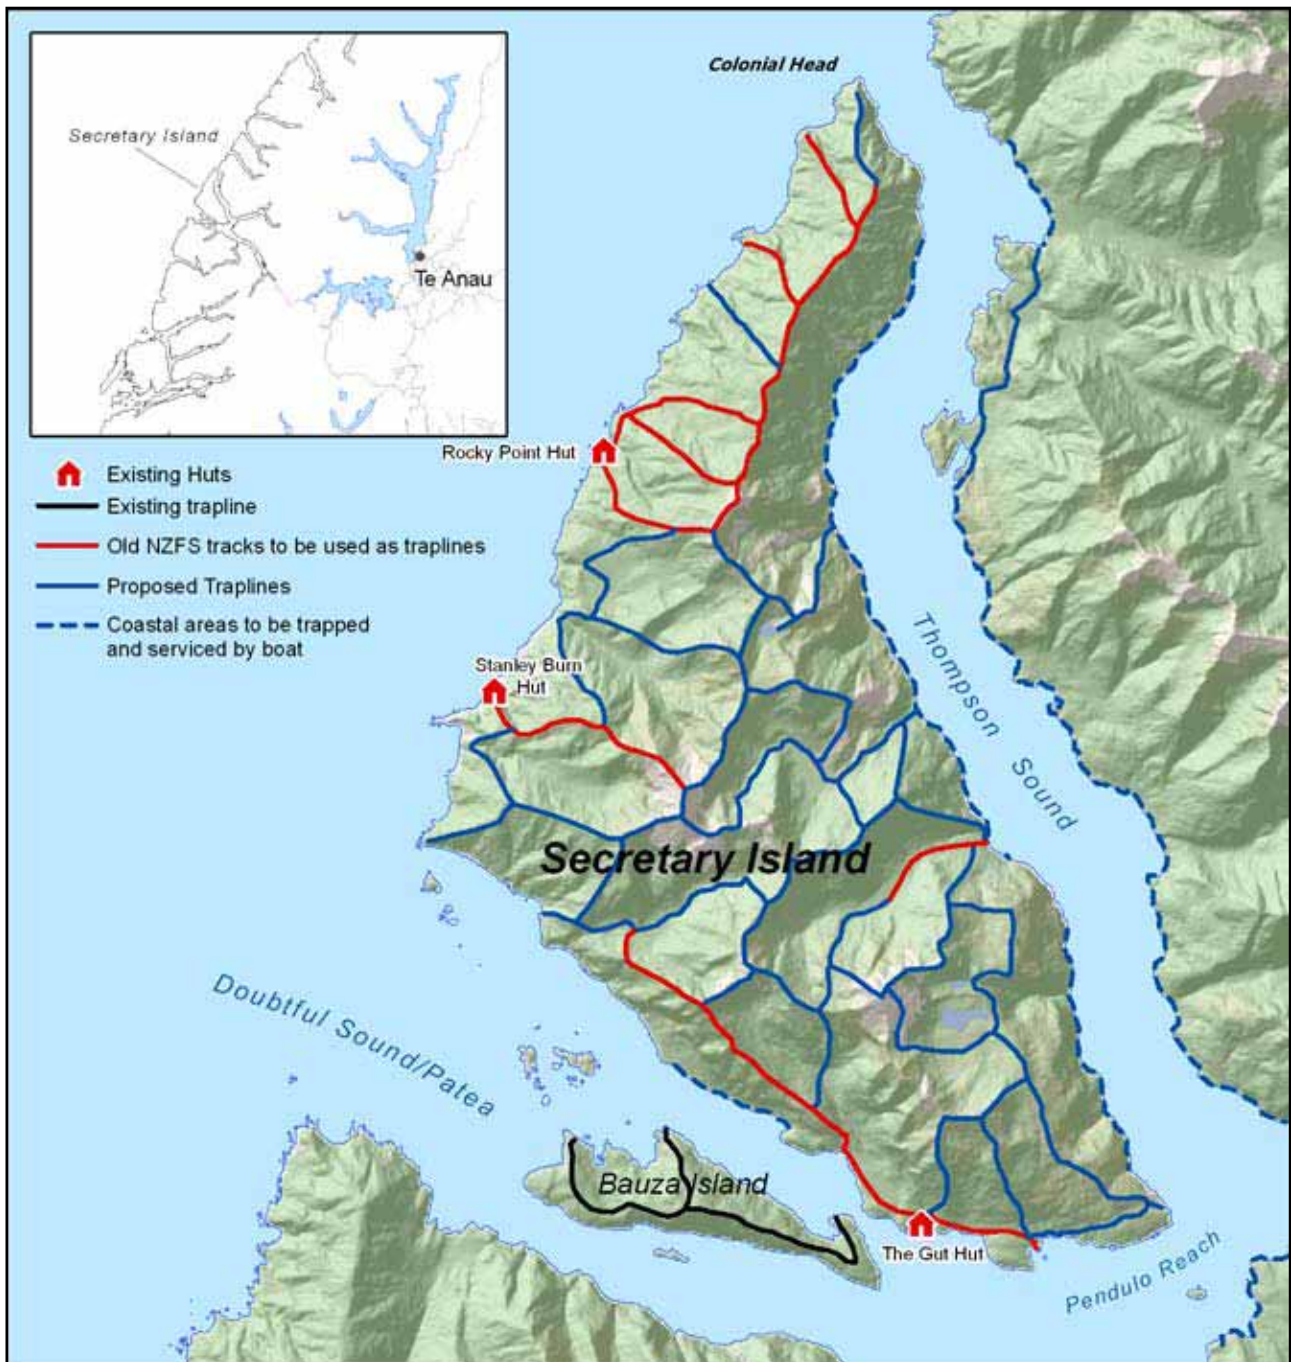 Colonial Head
Secretary Island
Te Anau
Rocky Point Hut
Existing Huts
Existing trapline
Old NZFS tracks to be used as traplines
Proposed Traplines
Coastal areas to be trapped
and serviced by boat
Stanley Burn
Hut
Thompson Sound
Secretary Island
Doubtful Sound/Patea
Bauza Island
The Gut Hut
Pendulo Reach